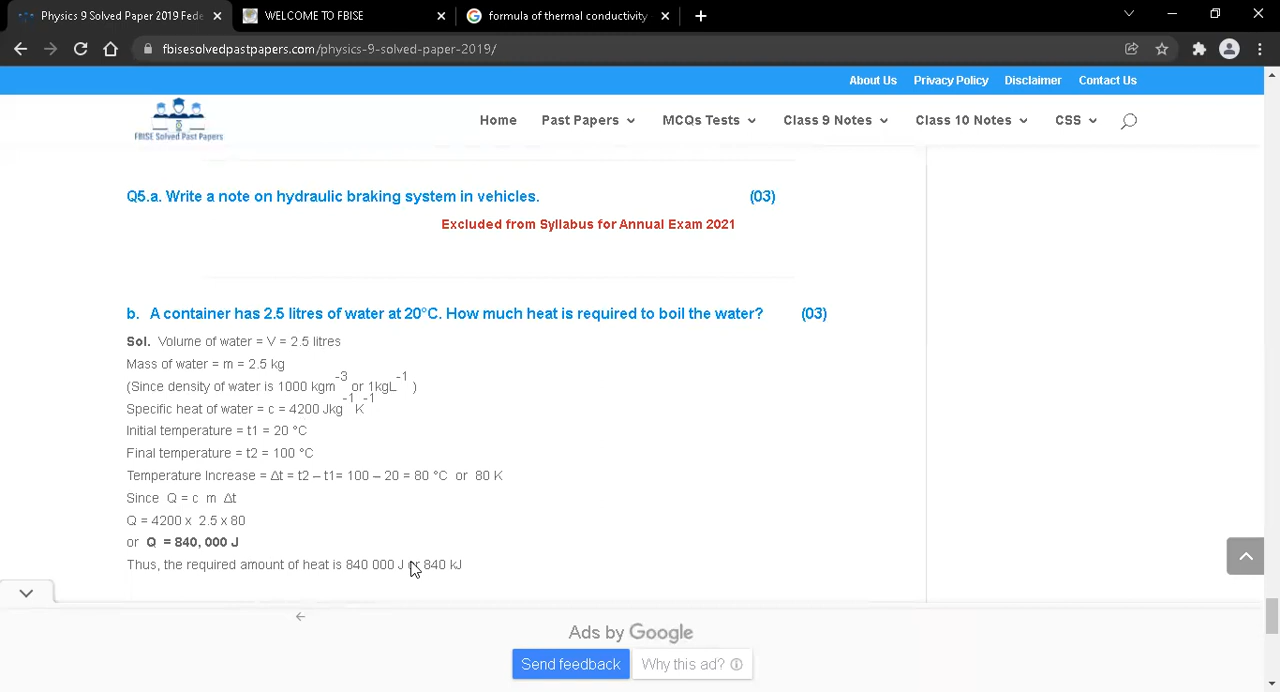 Physics 9 Solved Paper 2019 Fede
WELCOME TO FBISE
formula of thermal conductivity
fbisesolvedpastpapers.com/physics-9-solved-paper-2019/
About Us Privacy Policy Disclaimer Contact Us
FBISE Solved Past Papers
Home Past Papers MCQs Tests Class 9 Notes Class 10 Notes CSS
Q5.a. Write a note on hydraulic braking system in vehicles. (03)
Excluded from Syllabus for Annual Exam 2021
b. A container has 2.5 litres of water at 20°C. How much heat is required to boil the water? (03)
Sol. Volume of water = V = 2.5 litres
Mass of water = m = 2.5 kg
(Since density of water is 1000 kgm⁻³ or 1kgL⁻¹ )
Specific heat of water = c = 4200 Jkg⁻¹K⁻¹
Initial temperature = t1 = 20 °C
Final temperature = t2 = 100 °C
Temperature Increase = Δt = t2 – t1= 100 – 20 = 80 °C or 80 K
Since Q = c m Δt
Q = 4200 x 2.5 x 80
or Q = 840, 000 J
Thus, the required amount of heat is 840 000 J or 840 kJ
Ads by Google
Send feedback Why this ad?